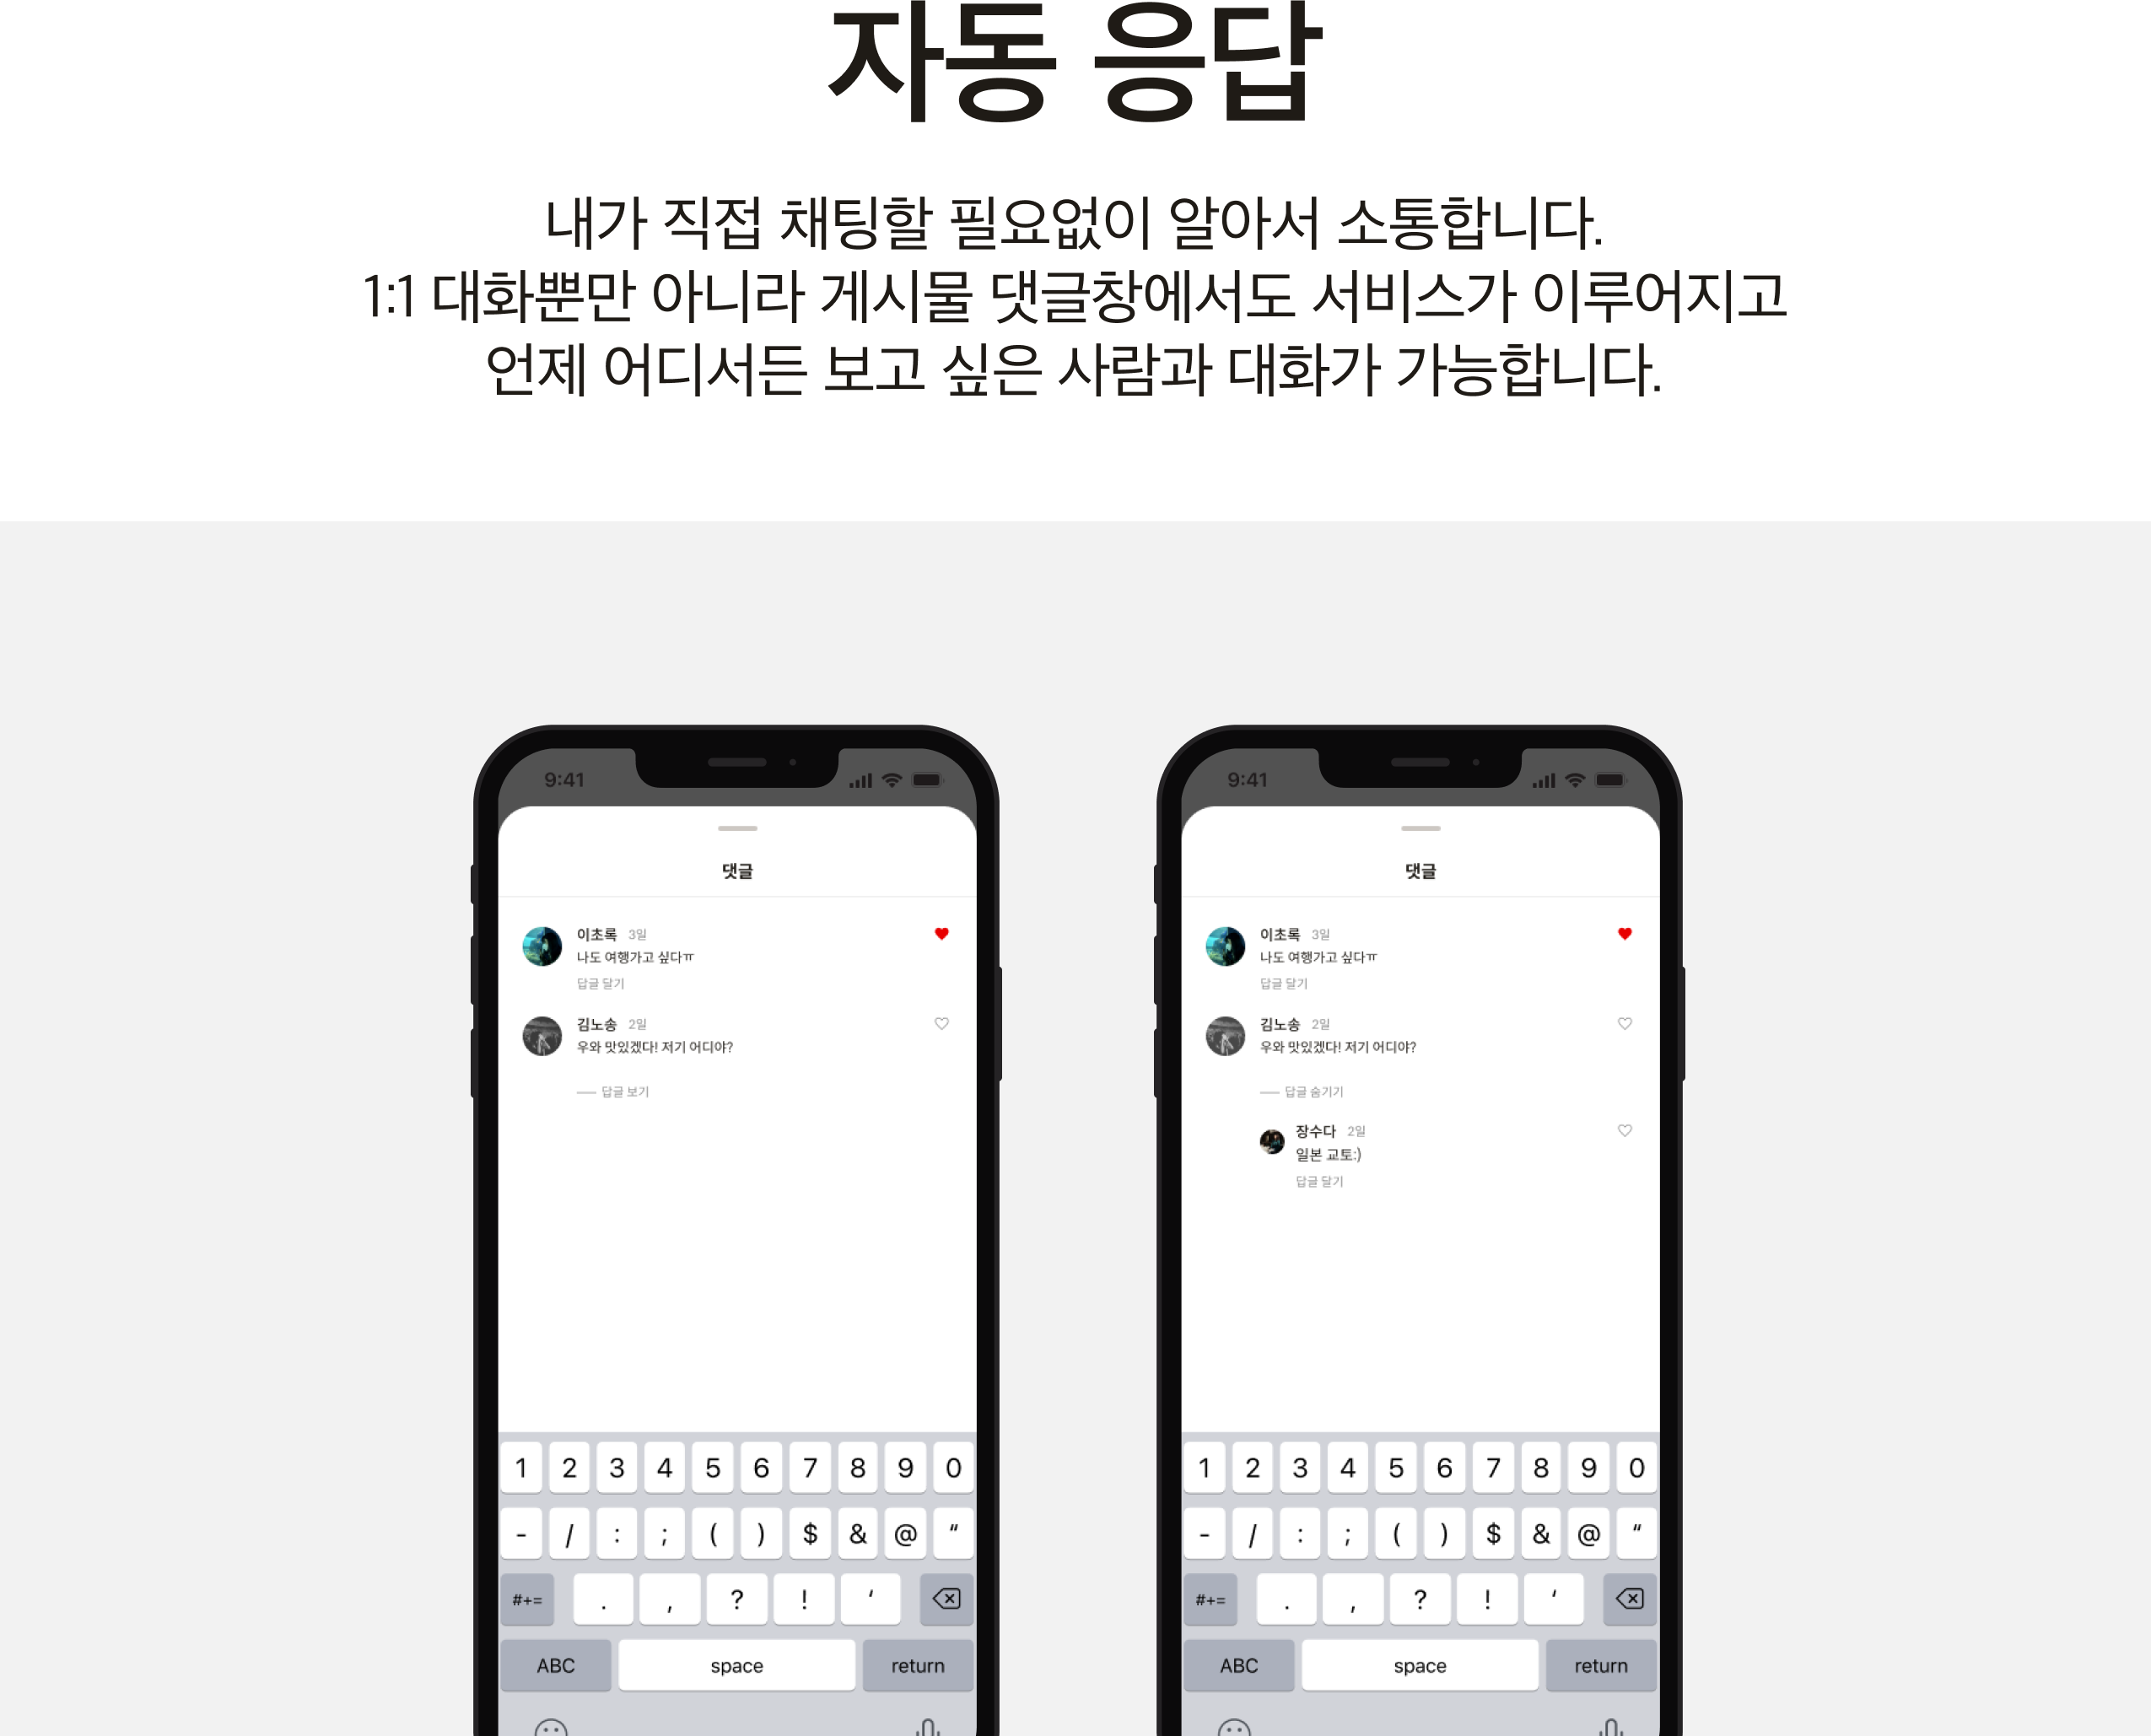 자동 응답
내가 직접 채팅할 필요없이 알아서 소통합니다.
1:1 대화뿐만 아니라 게시물 댓글창에서도 서비스가 이루어지고
언제 어디서든 보고 싶은 사람과 대화가 가능합니다.
9:41
댓글
이초록 3일
나도 여행가고 싶다ㅠ
답글 달기
김노송 2일
우와 맛있겠다! 저기 어디야?
답글 보기
1 2 3 4 5 6 7 8 9 0
- / : ; ( ) $ & @ “
#+= . , ? ! ‘
ABC space return
9:41
댓글
이초록 3일
나도 여행가고 싶다ㅠ
답글 달기
김노송 2일
우와 맛있겠다! 저기 어디야?
답글 숨기기
장수다 2일
일본 교토:)
답글 달기
1 2 3 4 5 6 7 8 9 0
- / : ; ( ) $ & @ “
#+= . , ? ! ‘
ABC space return